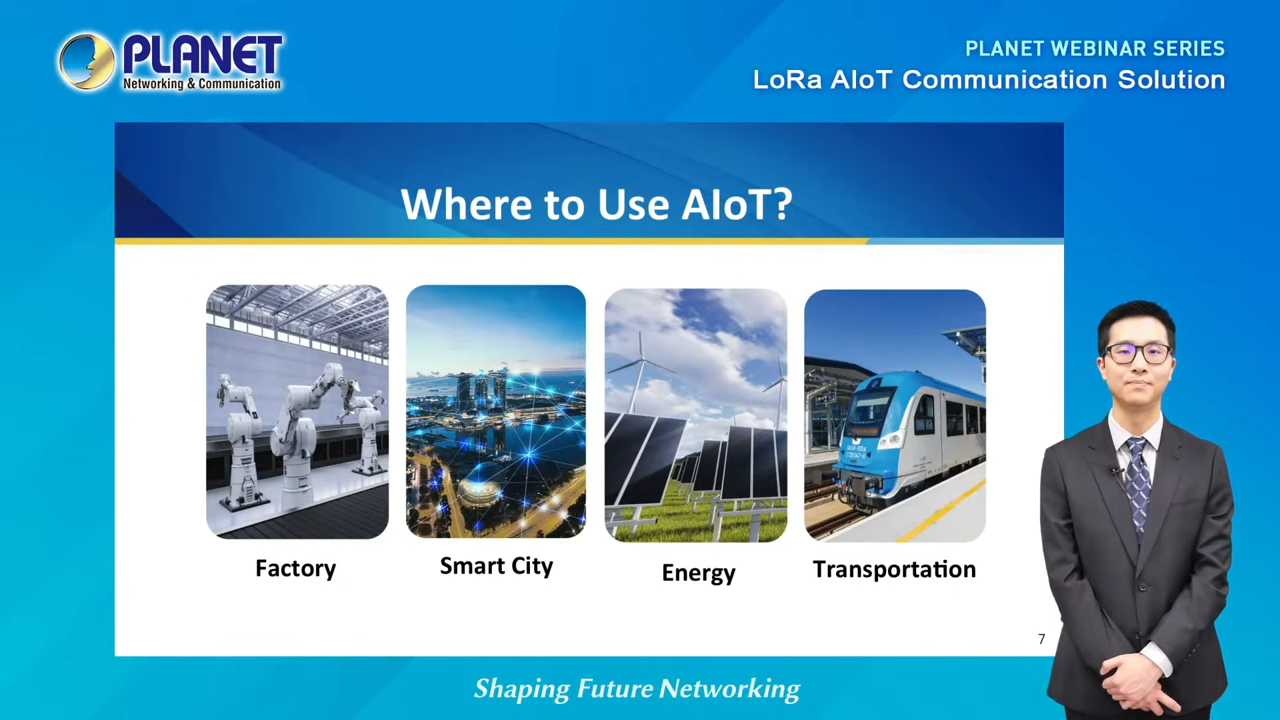 PLANET
Networking & Communication
PLANET WEBINAR SERIES
LoRa AIoT Communication Solution
Where to Use AIoT?
Factory
Smart City
Energy
Transportation
7
Shaping Future Networking